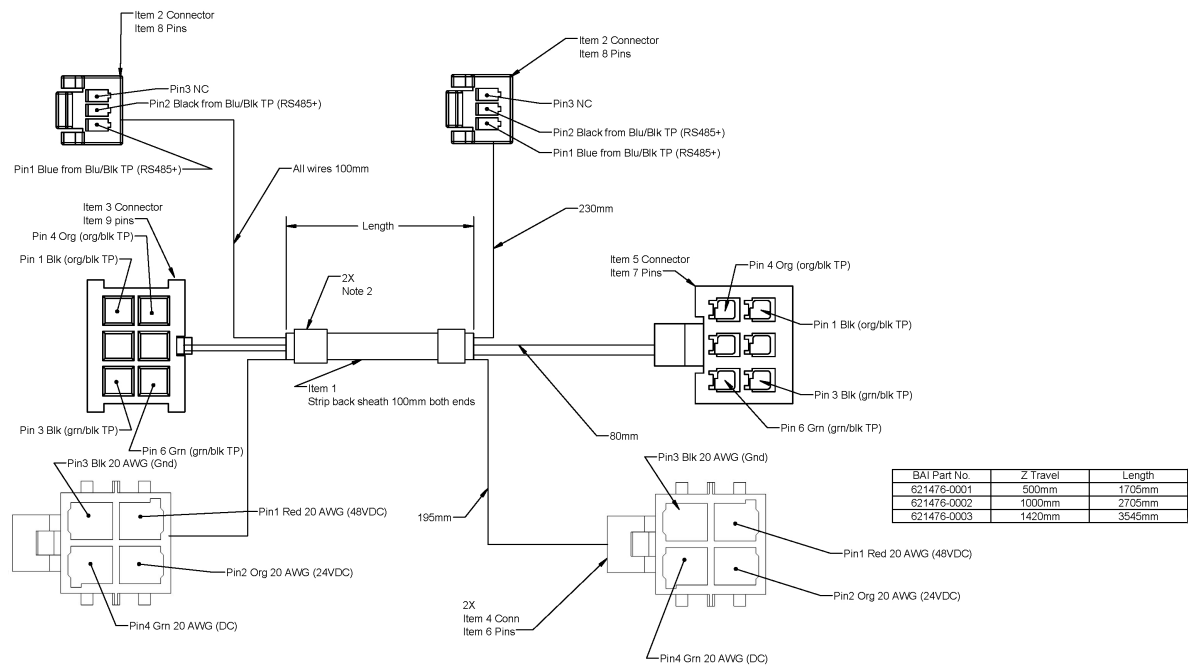 Item 2 Connector
Item 8 Pins
Pin3 NC
Pin2 Black from Blu/Blk TP (RS485+)
Pin1 Blue from Blu/Blk TP (RS485+)
Item 2 Connector
Item 8 Pins
Pin3 NC
Pin2 Black from Blu/Blk TP (RS485+)
Pin1 Blue from Blu/Blk TP (RS485+)
All wires 100mm
Item 3 Connector
Item 9 pins
Pin 4 Org (org/blk TP)
Pin 1 Blk (org/blk TP)
Length
230mm
2X
Note 2
Item 5 Connector
Item 7 Pins
Pin 4 Org (org/blk TP)
Pin 1 Blk (org/blk TP)
Item 1
Strip back sheath 100mm both ends
Pin 3 Blk (grn/blk TP)
Pin 6 Grn (grn/blk TP)
80mm
Pin 3 Blk (grn/blk TP)
Pin 6 Grn (grn/blk TP)
Pin3 Blk 20 AWG (Gnd)
Pin1 Red 20 AWG (48VDC)
Pin2 Org 20 AWG (24VDC)
Pin4 Grn 20 AWG (DC)
195mm
Pin3 Blk 20 AWG (Gnd)
Pin1 Red 20 AWG (48VDC)
Pin2 Org 20 AWG (24VDC)
Pin4 Grn 20 AWG (DC)
2X
Item 4 Conn
Item 6 Pins
BAI Part No. Z Travel Length
621476-0001 500mm 1705mm
621476-0002 1000mm 2705mm
621476-0003 1420mm 3545mm